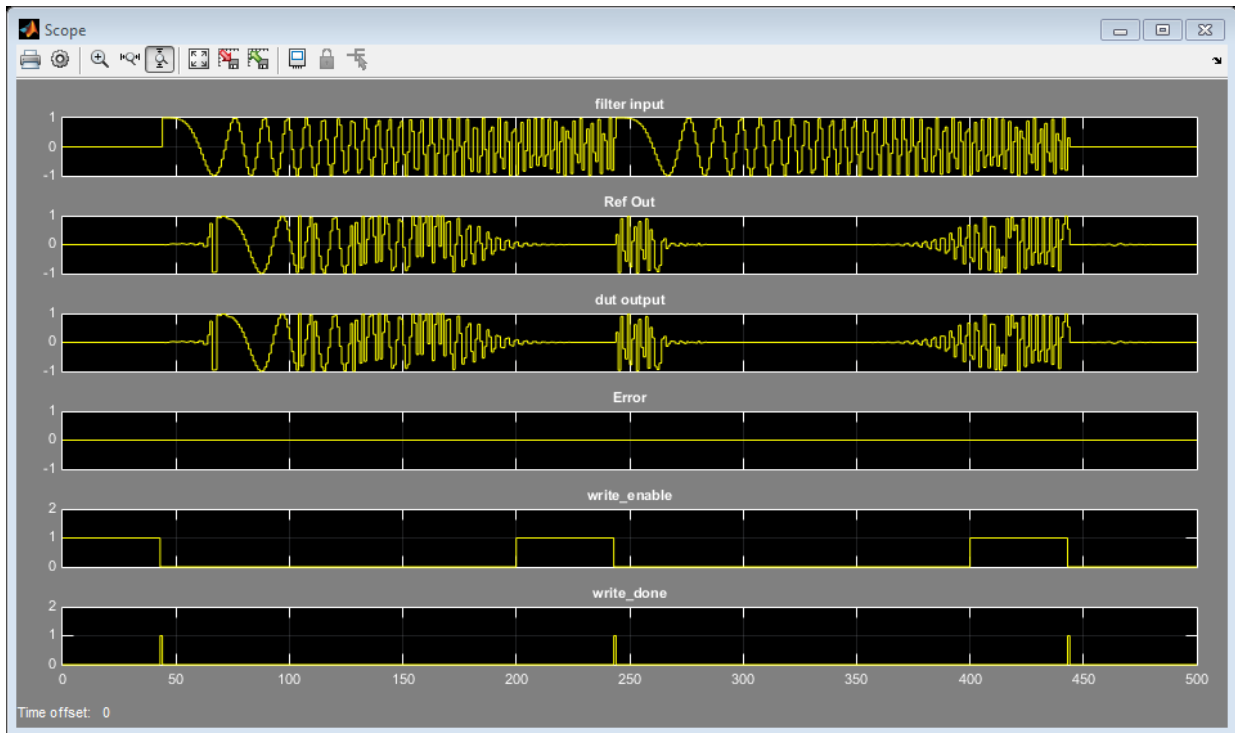 Scope
filter input
1
0
-1
Ref Out
1
0
-1
dut output
1
0
-1
Error
1
0
-1
write_enable
2
1
0
write_done
2
1
0
0 50 100 150 200 250 300 350 400 450 500
Time offset: 0